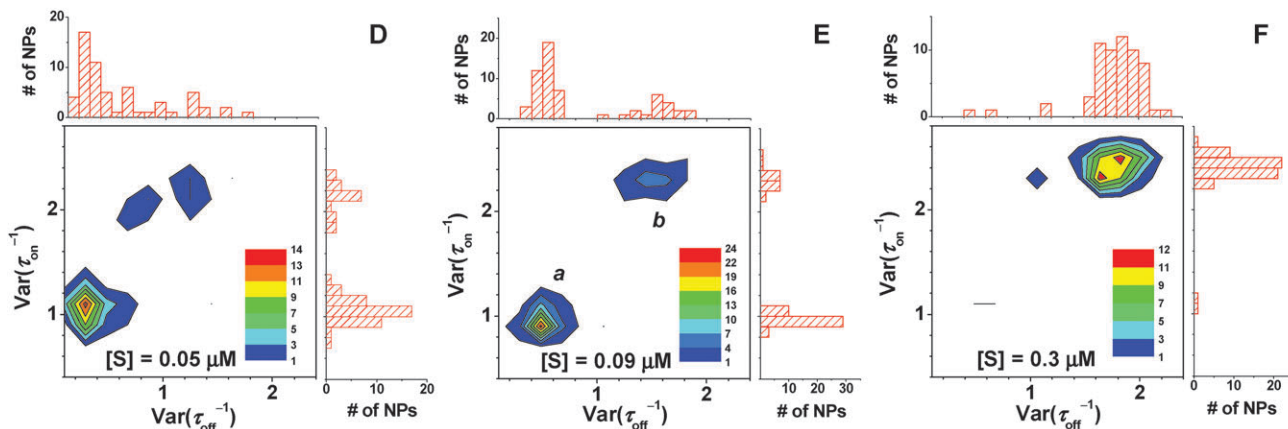 D
# of NPs
20
10
0
Var(τon⁻¹)
2
1
14
13
11
9
7
5
3
1
[S] = 0.05 μM
1
2
Var(τoff⁻¹)
0
10
20
# of NPs
E
# of NPs
20
10
0
Var(τon⁻¹)
2
1
a
b
24
22
19
16
13
10
7
4
1
[S] = 0.09 μM
1
2
Var(τoff⁻¹)
10
20
30
# of NPs
F
# of NPs
10
0
Var(τon⁻¹)
2
1
12
11
9
7
5
3
1
[S] = 0.3 μM
1
2
Var(τoff⁻¹)
0
10
20
# of NPs